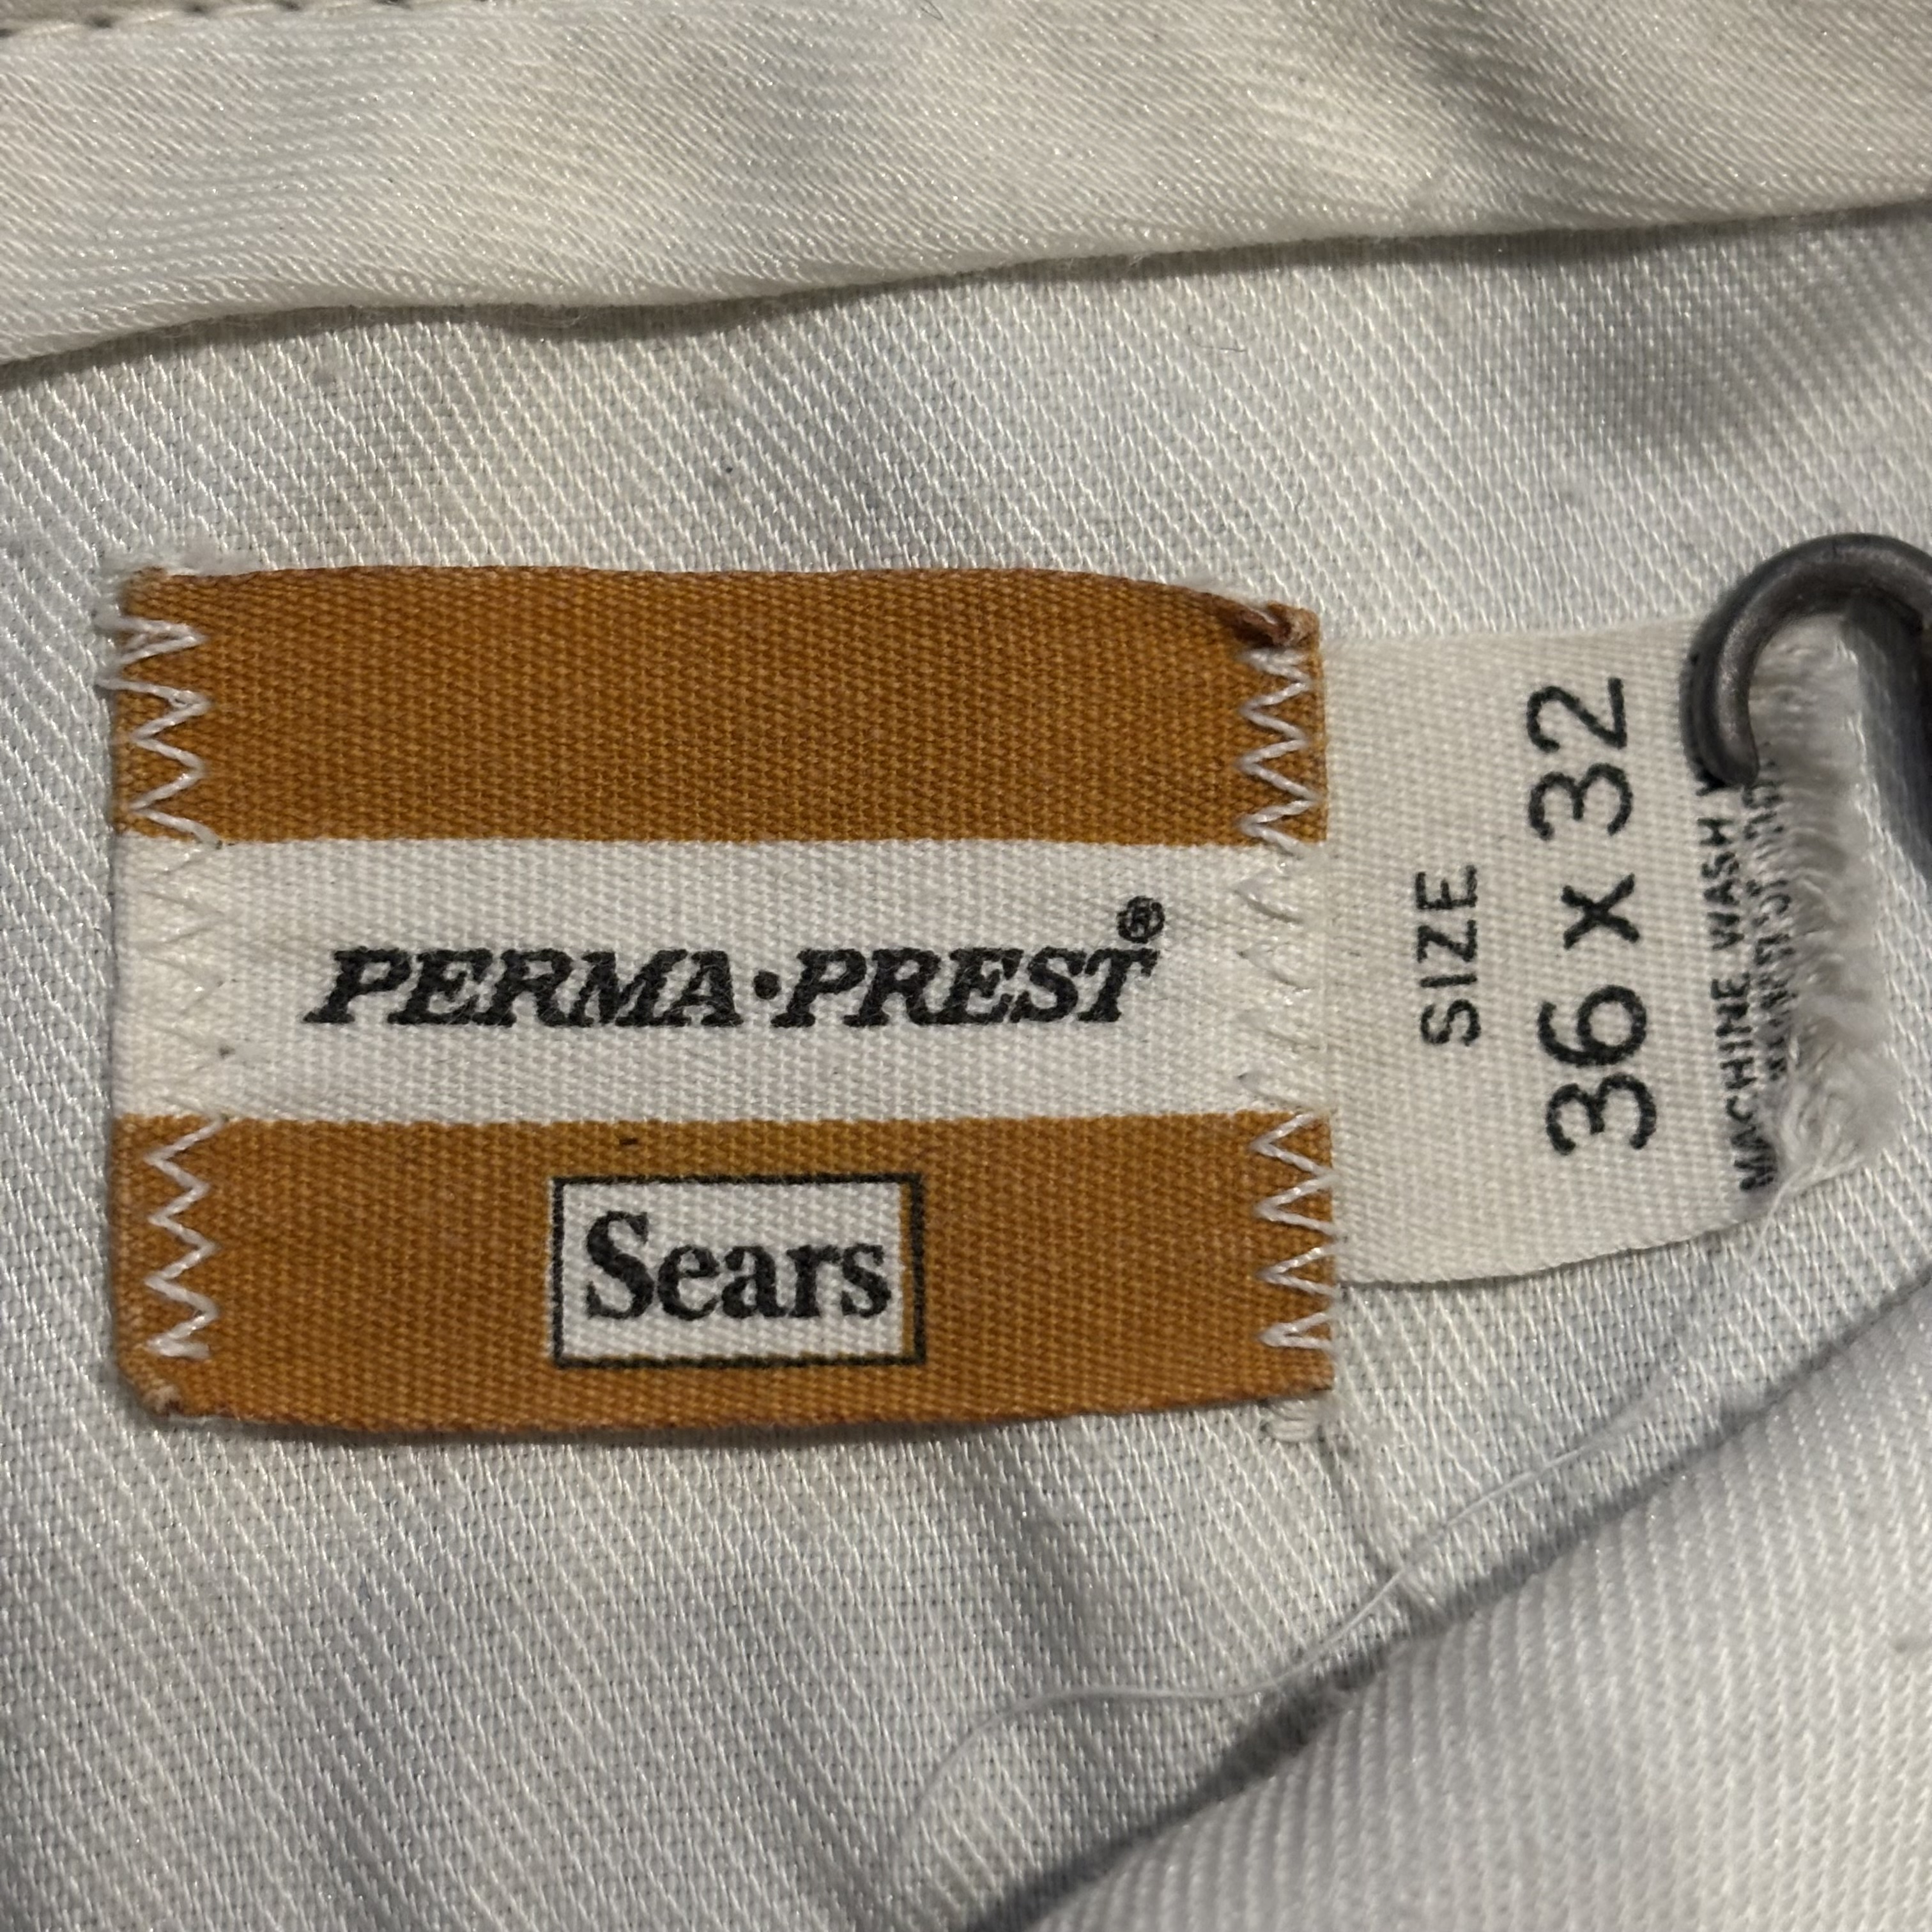 PERMA·PREST®
Sears
SIZE
36 x 32
MACHINE WASH